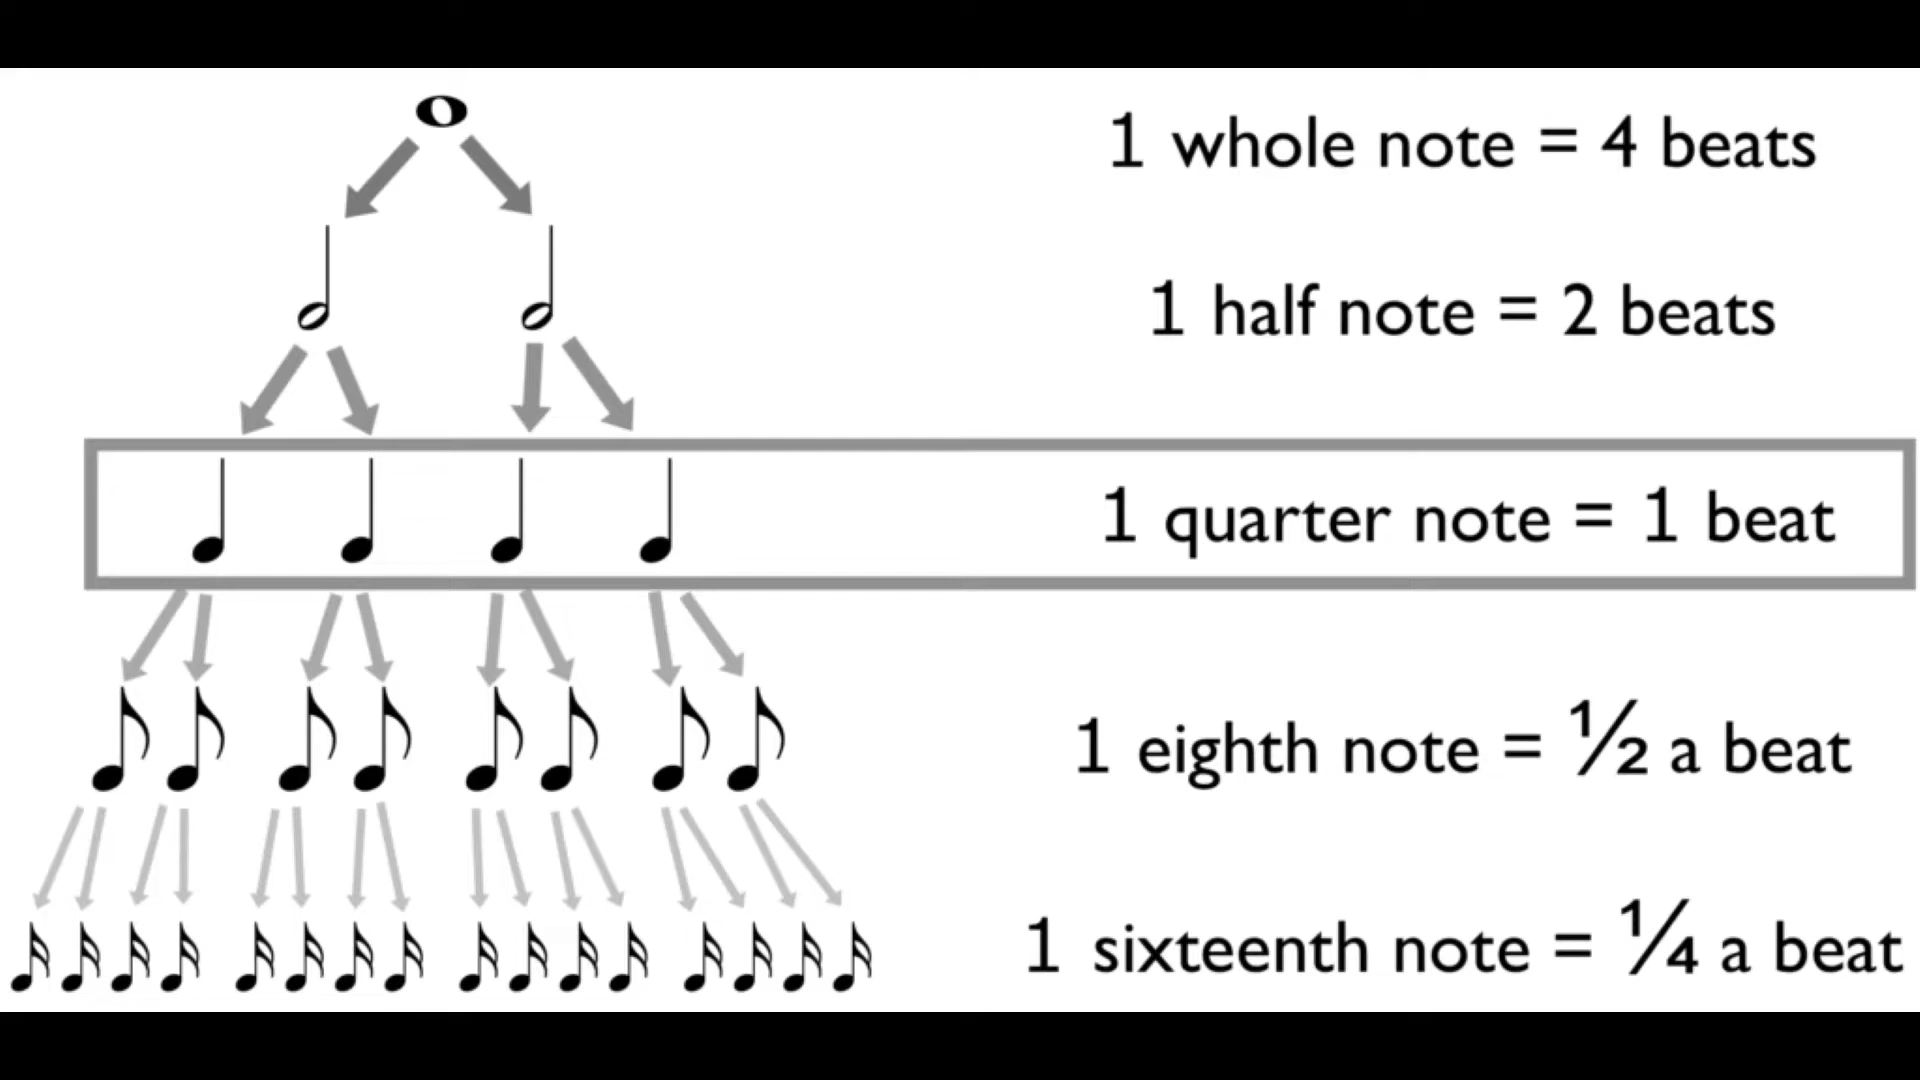 1 whole note = 4 beats
1 half note = 2 beats
1 quarter note = 1 beat
1 eighth note = ½ a beat
1 sixteenth note = ¼ a beat